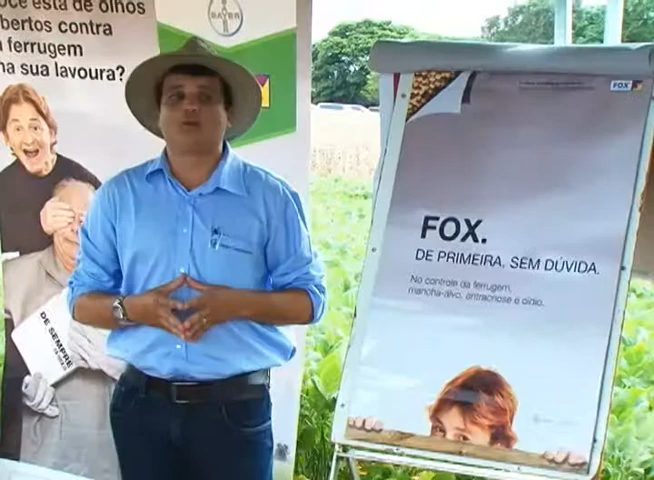 ocê está de olhos
bertos contra
a ferrugem
na sua lavoura?
BAYER
FOX
FOX.
DE PRIMEIRA, SEM DÚVIDA.
No controle da ferrugem,
mancha-alvo, antracnose e oídio.
DE SEMPRE